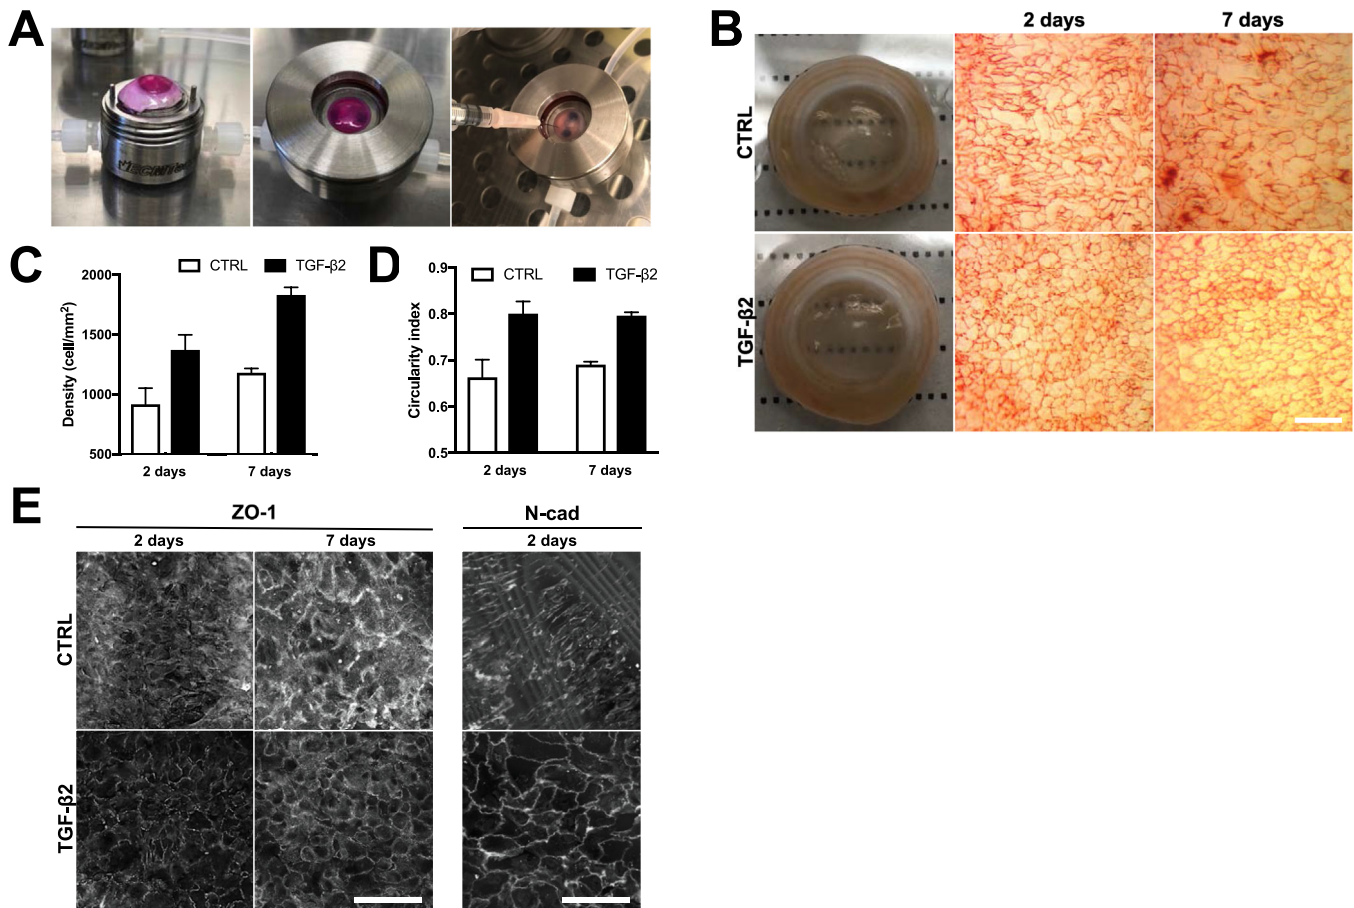 A
B
2 days
7 days
CTRL
TGF-β2
C
CTRL
TGF-β2
Density (cell/mm²)
2000
1500
1000
500
2 days
7 days
D
CTRL
TGF-β2
Circularity index
0.9
0.8
0.7
0.6
0.5
2 days
7 days
E
ZO-1
N-cad
2 days
7 days
2 days
CTRL
TGF-β2